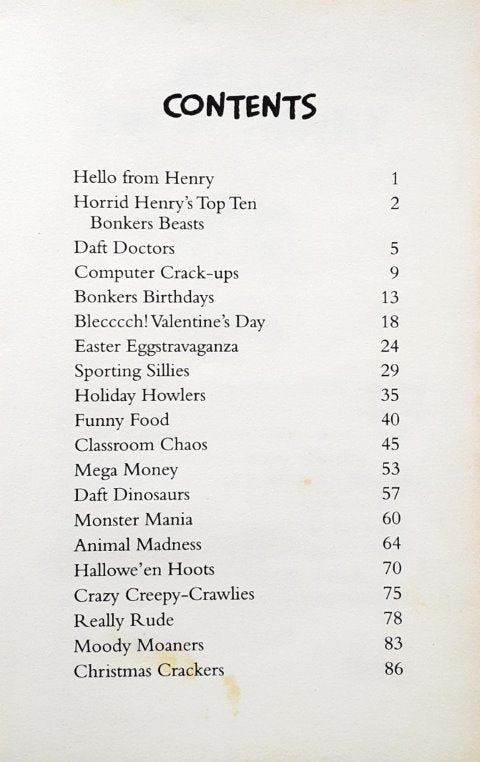 CONTENTS
Hello from Henry 1
Horrid Henry's Top Ten 2
Bonkers Beasts
Daft Doctors 5
Computer Crack-ups 9
Bonkers Birthdays 13
Blecccch! Valentine's Day 18
Easter Eggstravaganza 24
Sporting Sillies 29
Holiday Howlers 35
Funny Food 40
Classroom Chaos 45
Mega Money 53
Daft Dinosaurs 57
Monster Mania 60
Animal Madness 64
Hallowe'en Hoots 70
Crazy Creepy-Crawlies 75
Really Rude 78
Moody Moaners 83
Christmas Crackers 86